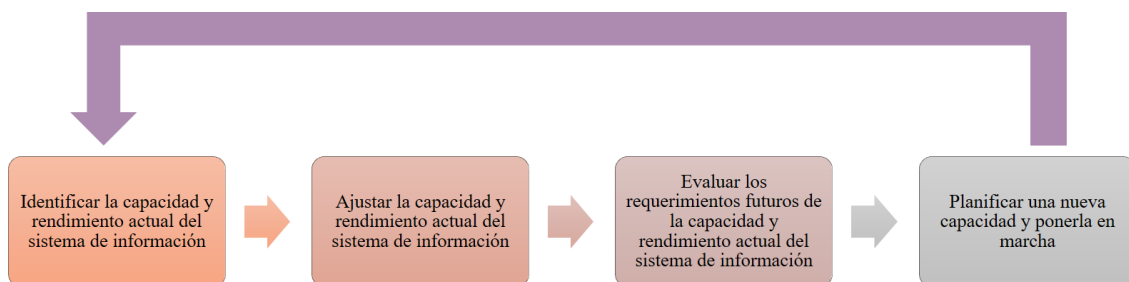 Identificar la capacidad y
rendimiento actual del
sistema de información
Ajustar la capacidad y
rendimiento actual del
sistema de información
Evaluar los
requerimientos futuros de
la capacidad y
rendimiento actual del
sistema de información
Planificar una nueva
capacidad y ponerla en
marcha